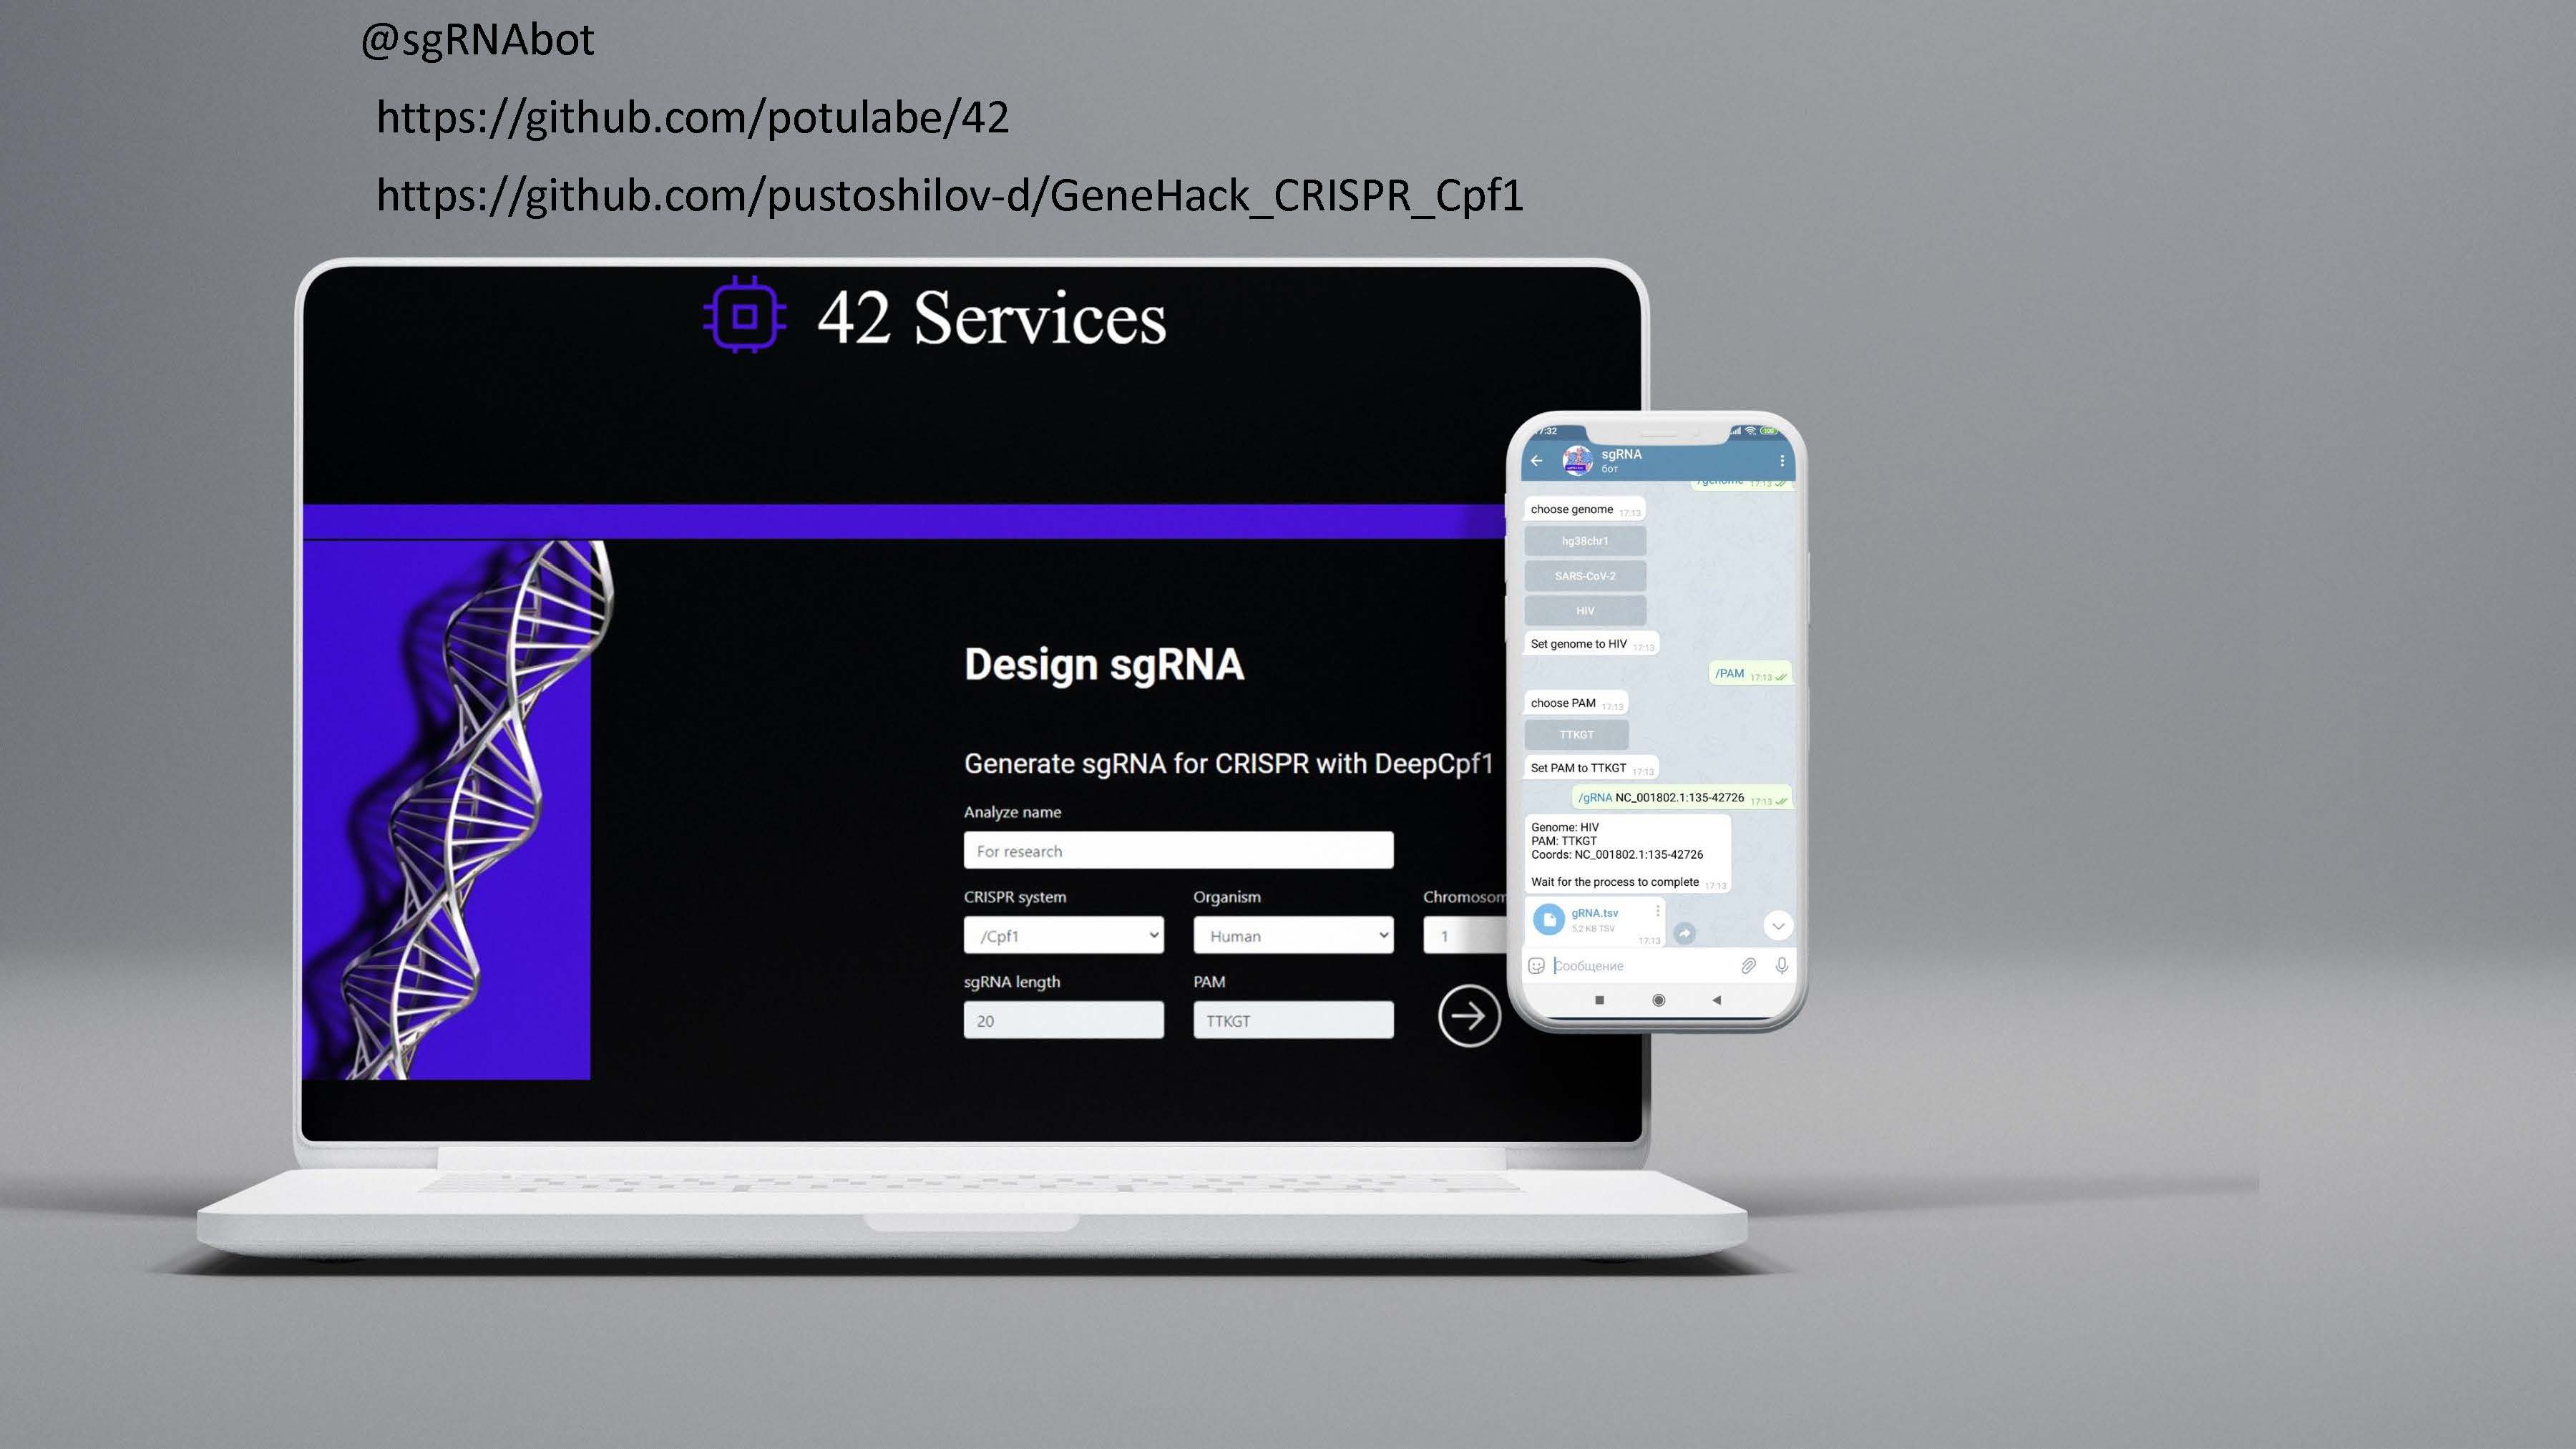 @sgRNAbot
https://github.com/potulabe/42
https://github.com/pustoshilov-d/GeneHack_CRISPR_Cpf1
42 Services
Design sgRNA
Generate sgRNA for CRISPR with DeepCpf1
Analyze name
For research
CRISPR system Organism Chromosom
/Cpf1 Human 1
sgRNA length PAM
20 TTKGT
sgRNA
бот
/genome 17:13
choose genome 17:13
hg38chr1
SARS-CoV-2
HIV
Set genome to HIV 17:13
/PAM 17:13
choose PAM 17:13
TTKGT
Set PAM to TTKGT 17:13
/gRNA NC_001802.1:135-42726 17:13
Genome: HIV
PAM: TTKGT
Coords: NC_001802.1:135-42726
Wait for the process to complete 17:13
gRNA.tsv
5,2 KB TSV
17:13
Сообщение